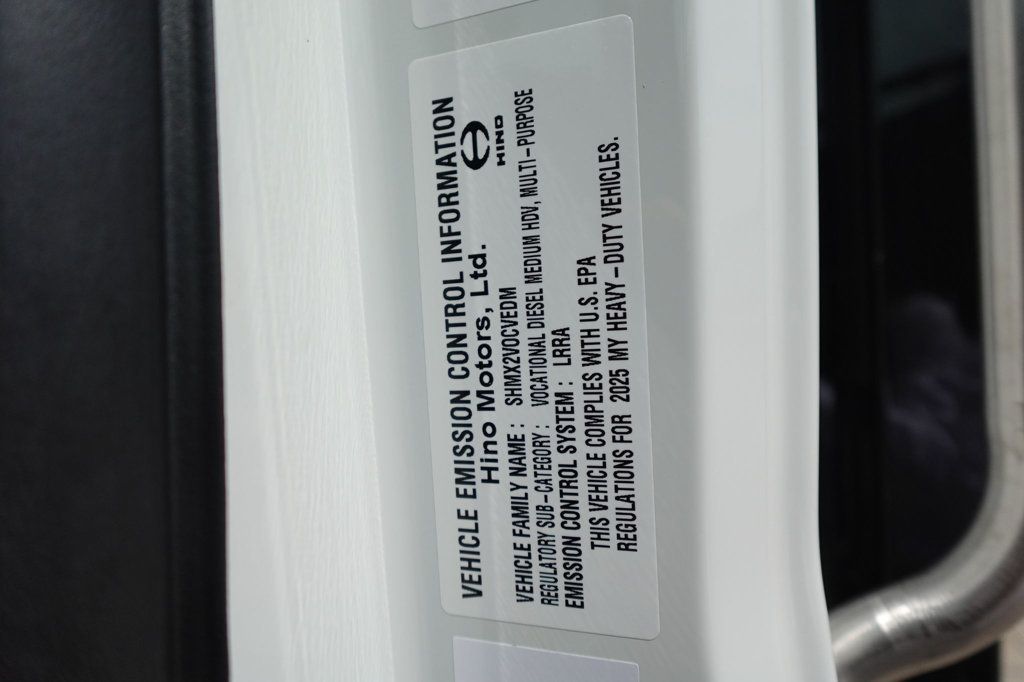 VEHICLE EMISSION CONTROL INFORMATION
Hino Motors, Ltd.
HINO
VEHICLE FAMILY NAME : SHMX2VOCVEDM
REGULATORY SUB-CATEGORY : VOCATIONAL DIESEL MEDIUM HDV, MULTI-PURPOSE
EMISSION CONTROL SYSTEM : LRRA
THIS VEHICLE COMPLIES WITH U.S. EPA
REGULATIONS FOR 2025 MY HEAVY-DUTY VEHICLES.